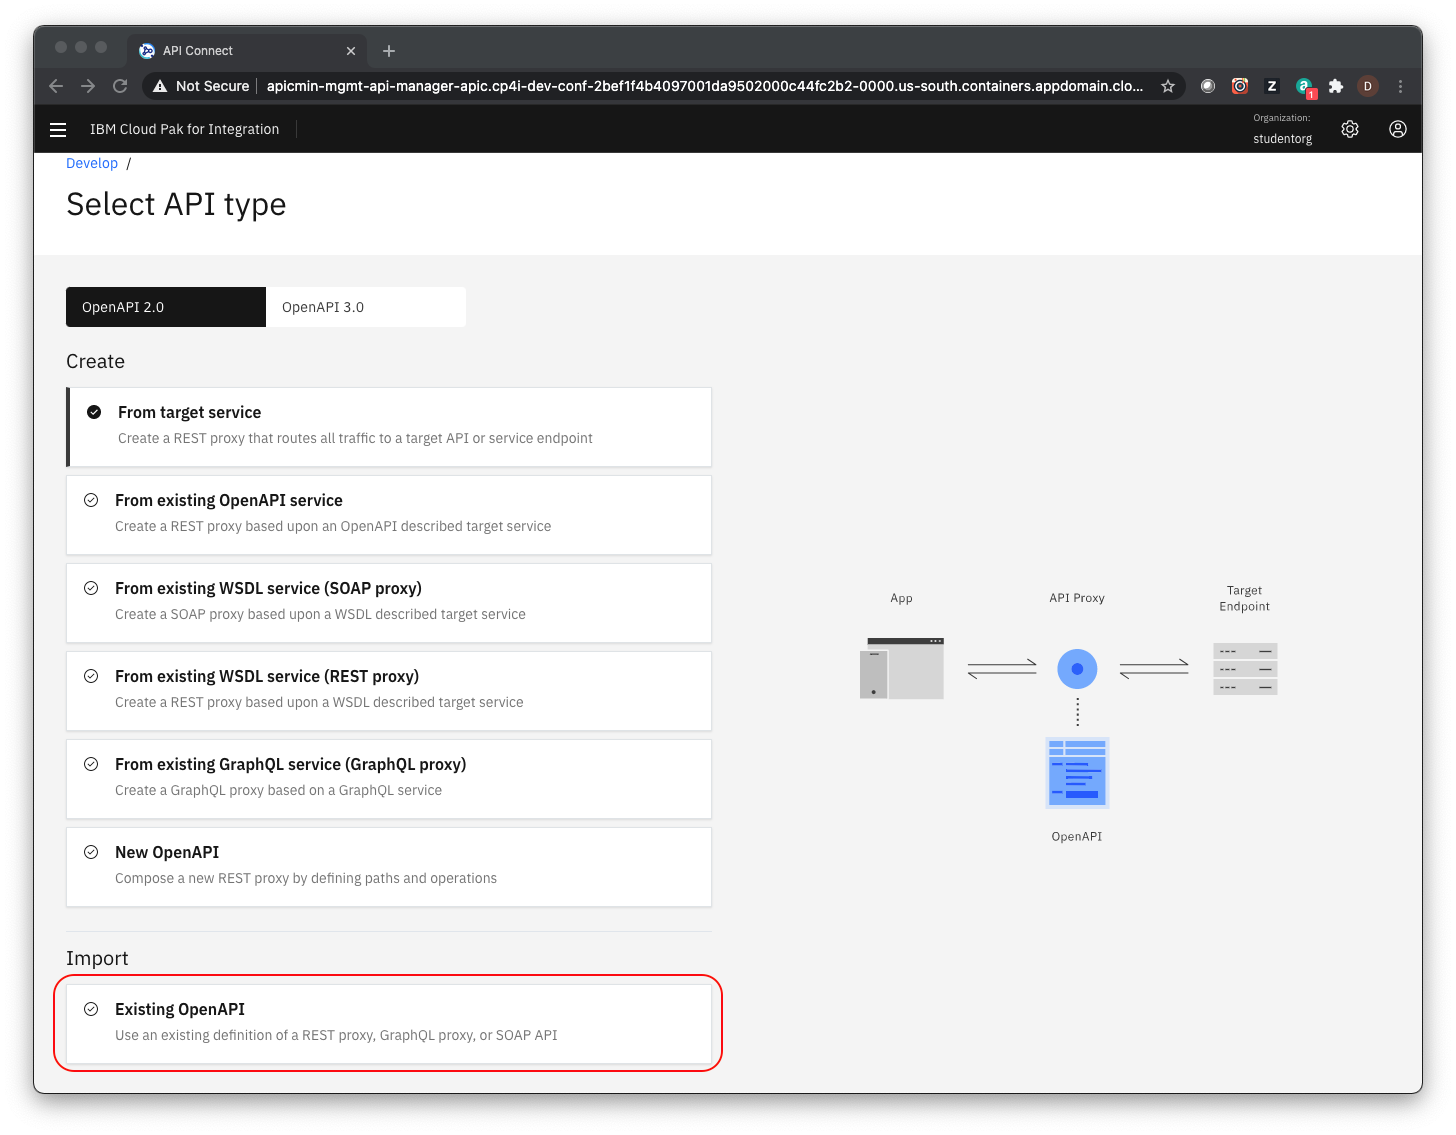 API Connect
Not Secure
apicmin-mgmt-api-manager-apic.cp4i-dev-conf-2bef1f4b4097001da9502000c44fc2b2-0000.us-south.containers.appdomain.clo...
Z
a
1
D
IBM Cloud Pak for Integration
Organization:
studentorg
Develop /
Select API type
OpenAPI 2.0
OpenAPI 3.0
Create
From target service
Create a REST proxy that routes all traffic to a target API or service endpoint
From existing OpenAPI service
Create a REST proxy based upon an OpenAPI described target service
From existing WSDL service (SOAP proxy)
Create a SOAP proxy based upon a WSDL described target service
From existing WSDL service (REST proxy)
Create a REST proxy based upon a WSDL described target service
From existing GraphQL service (GraphQL proxy)
Create a GraphQL proxy based on a GraphQL service
New OpenAPI
Compose a new REST proxy by defining paths and operations
Import
Existing OpenAPI
Use an existing definition of a REST proxy, GraphQL proxy, or SOAP API
App
API Proxy
Target
Endpoint
OpenAPI